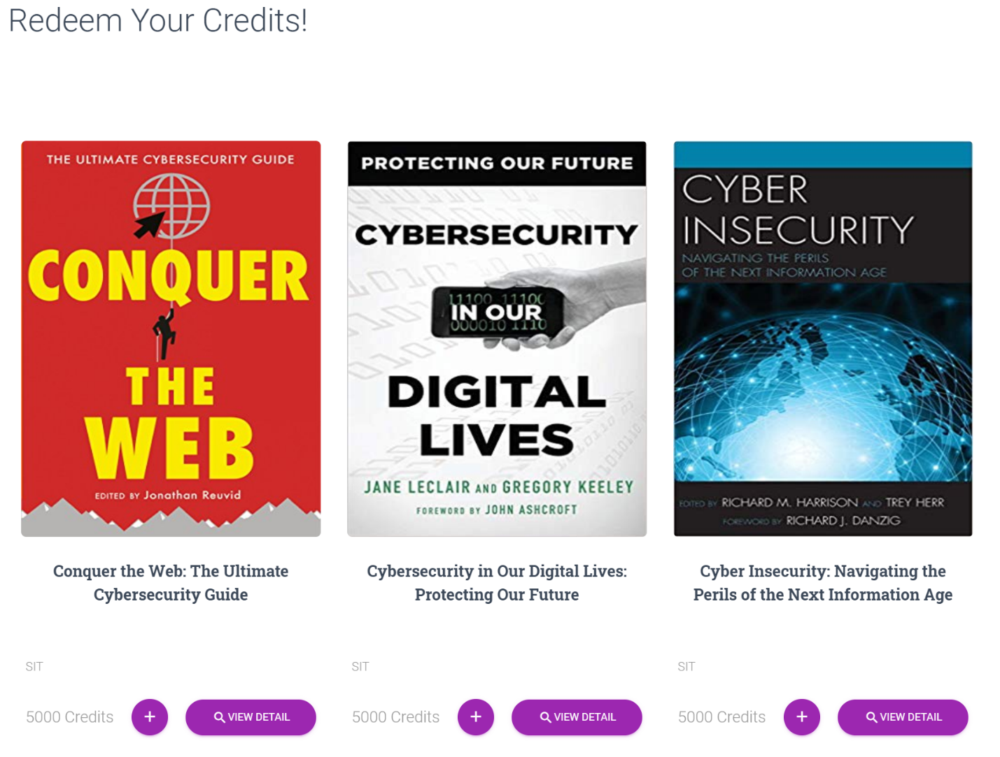 Redeem Your Credits!
THE ULTIMATE CYBERSECURITY GUIDE
CONQUER
THE
WEB
EDITED BY Jonathan Reuvid
PROTECTING OUR FUTURE
CYBERSECURITY
11100 11100
IN OUR
000010 1110
DIGITAL
LIVES
JANE LECLAIR AND GREGORY KEELEY
FOREWORD BY JOHN ASHCROFT
CYBER
INSECURITY
NAVIGATING THE PERILS
OF THE NEXT INFORMATION AGE
EDITED BY RICHARD M. HARRISON AND TREY HERR
FOREWORD BY RICHARD J. DANZIG
Conquer the Web: The Ultimate
Cybersecurity Guide
Cybersecurity in Our Digital Lives:
Protecting Our Future
Cyber Insecurity: Navigating the
Perils of the Next Information Age
SIT
SIT
SIT
5000 Credits + VIEW DETAIL
5000 Credits + VIEW DETAIL
5000 Credits + VIEW DETAIL